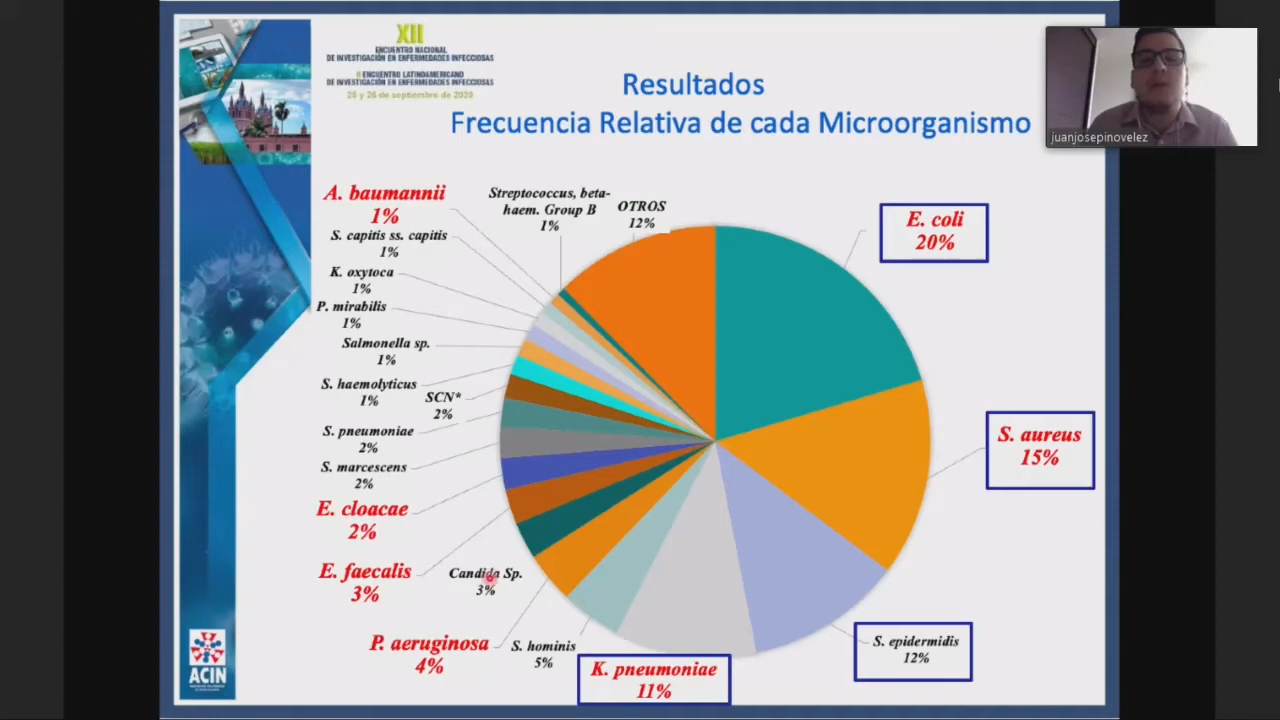 XII
ENCUENTRO NACIONAL
DE INVESTIGACIÓN EN ENFERMEDADES INFECCIOSAS
II ENCUENTRO LATINOAMERICANO
DE INVESTIGACIÓN EN ENFERMEDADES INFECCIOSAS
25 y 26 de septiembre de 2020
Resultados
Frecuencia Relativa de cada Microorganismo
juanjosepinovelez
A. baumannii
1%
Streptococcus, beta-
haem. Group B
1%
OTROS
12%
E. coli
20%
S. capitis ss. capitis
1%
K. oxytoca
1%
P. mirabilis
1%
Salmonella sp.
1%
S. haemolyticus
1%
SCN*
2%
S. pneumoniae
2%
S. aureus
15%
S. marcescens
2%
E. cloacae
2%
E. faecalis
3%
Candida Sp.
3%
P. aeruginosa
4%
S. hominis
5%
K. pneumoniae
11%
S. epidermidis
12%
ACIN